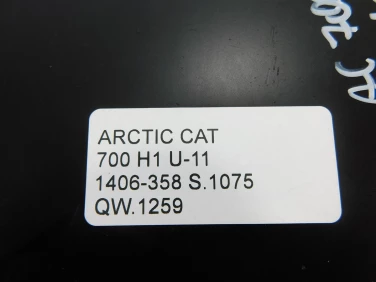 ARCTIC CAT
700 H1 U-11
1406-358 S.1075
QW.1259